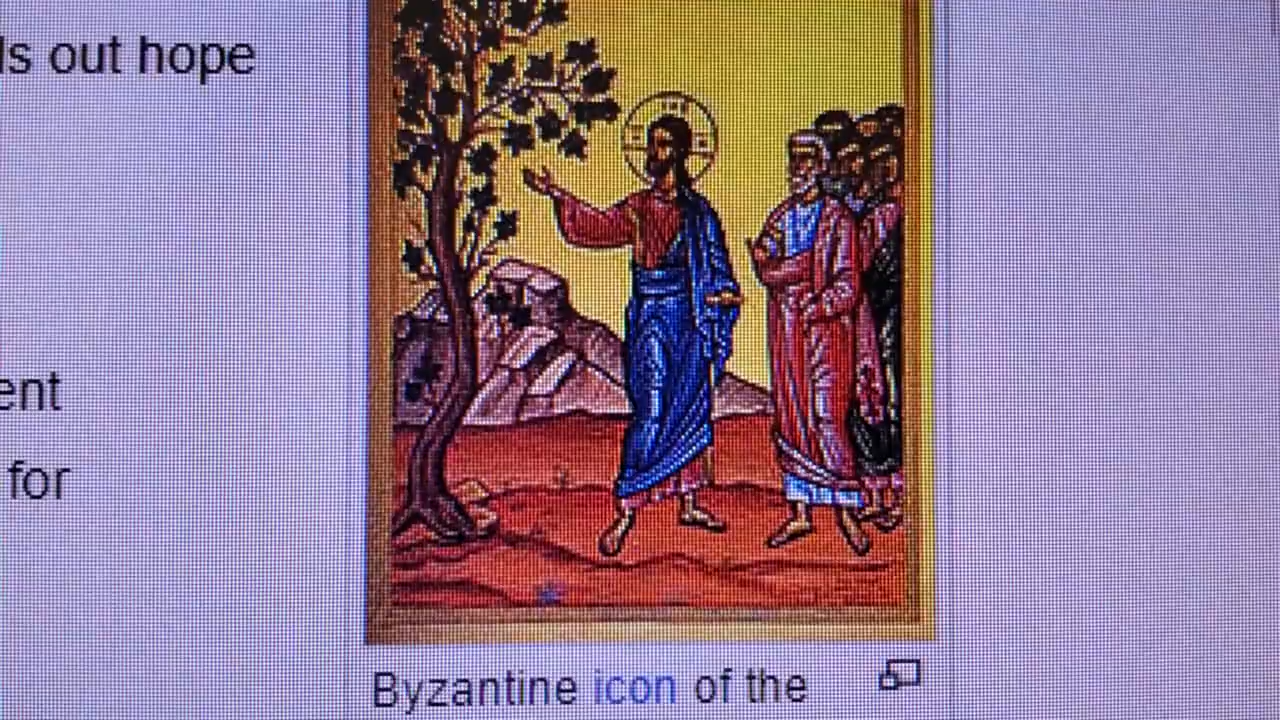 ls out hope
ent
for
Byzantine icon of the